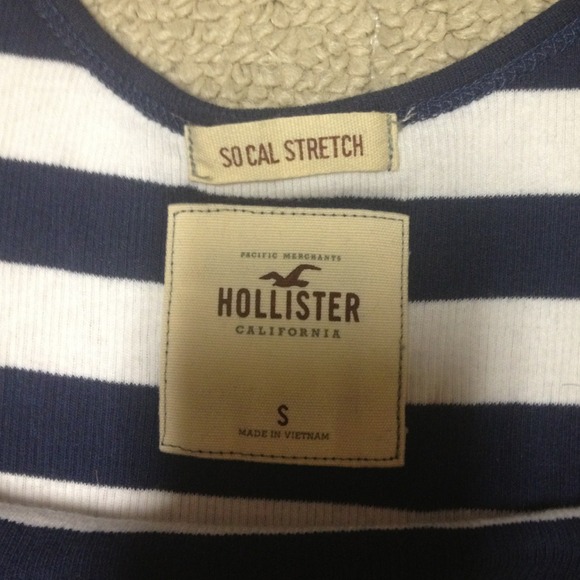 SO CAL STRETCH
PACIFIC MERCHANTS
HOLLISTER
CALIFORNIA
S
MADE IN VIETNAM